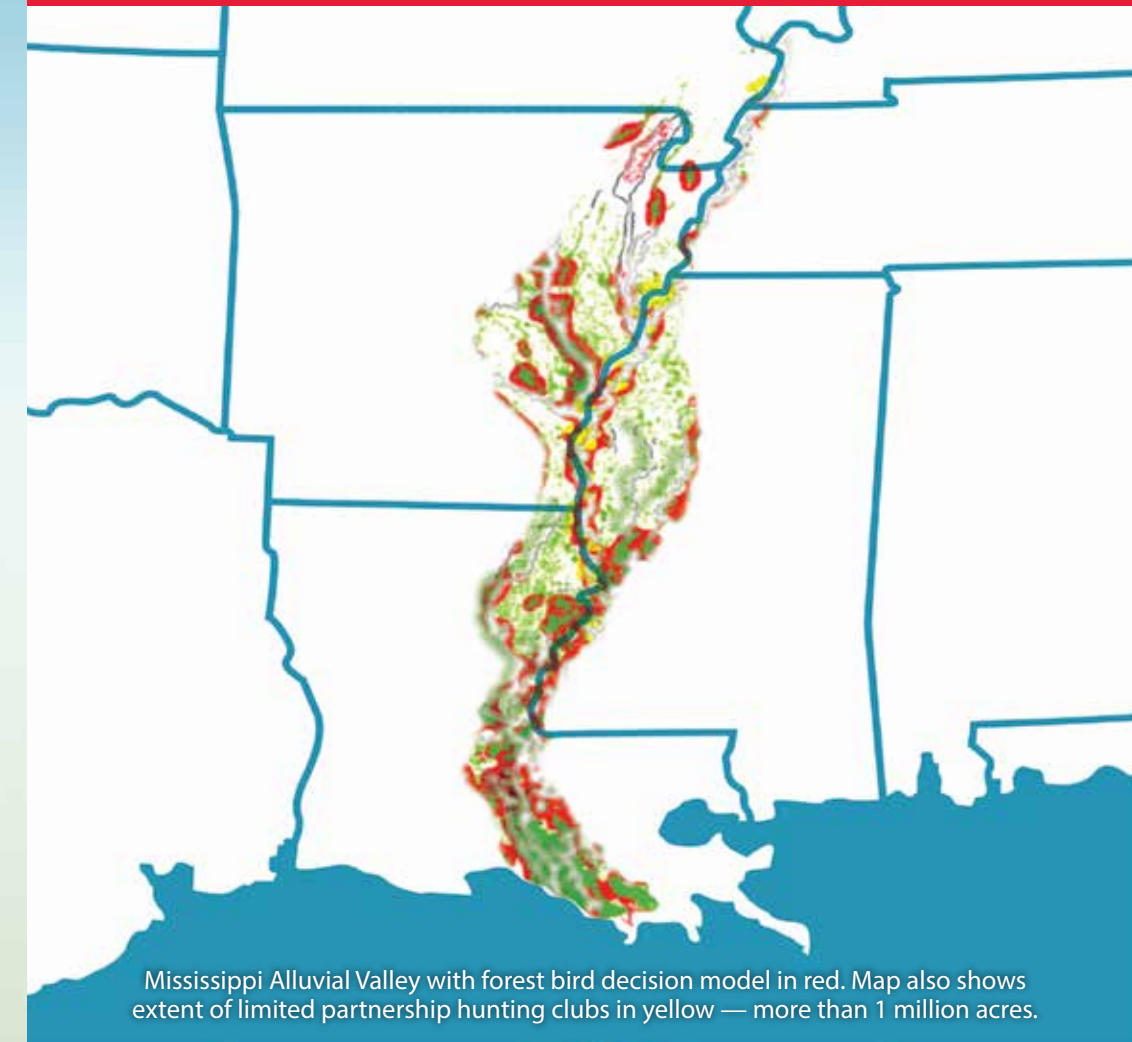 Mississippi Alluvial Valley with forest bird decision model in red. Map also shows
extent of limited partnership hunting clubs in yellow — more than 1 million acres.